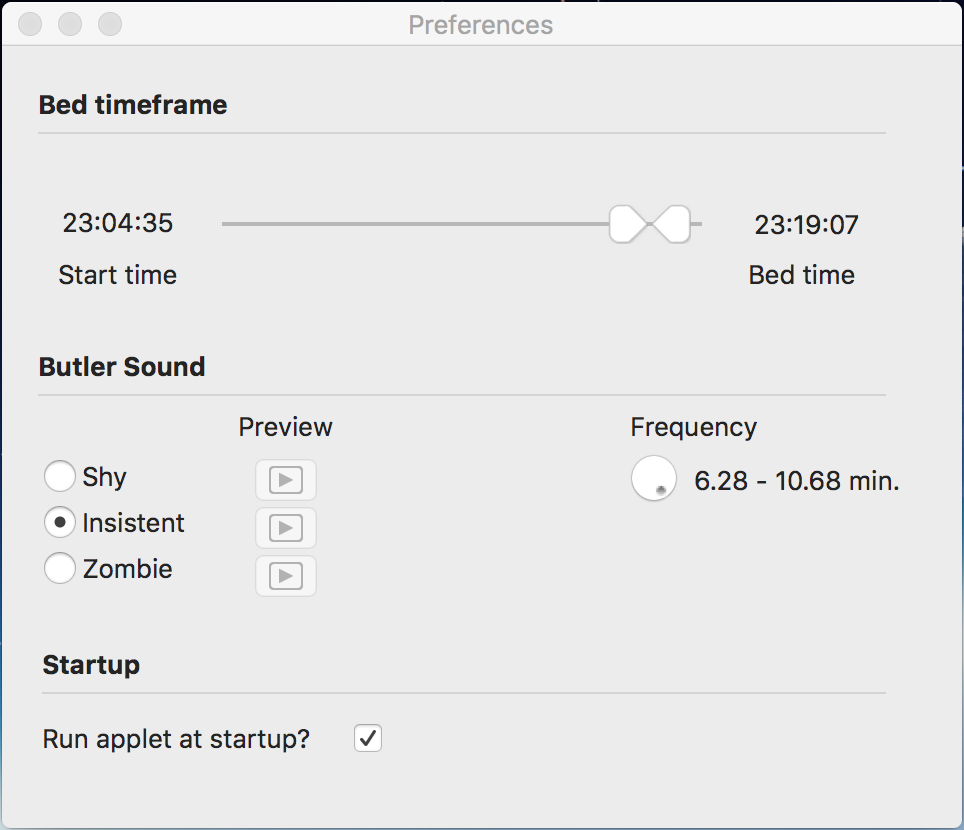 Preferences
Bed timeframe
23:04:35
23:19:07
Start time
Bed time
Butler Sound
Preview
Frequency
Shy
6.28 - 10.68 min.
Insistent
Zombie
Startup
Run applet at startup?